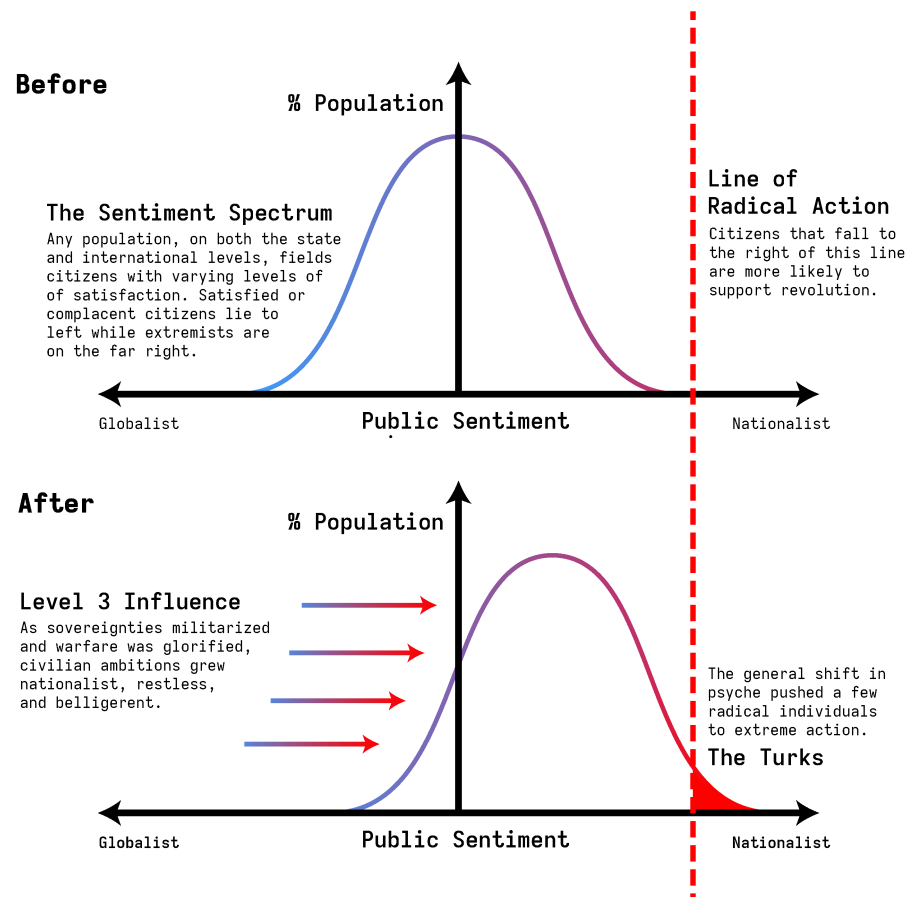 Before
% Population
The Sentiment Spectrum
Any population, on both the state
and international levels, fields
citizens with varying levels of
of satisfaction. Satisfied or
complacent citizens lie to
left while extremists are
on the far right.
Line of
Radical Action
Citizens that fall to
the right of this line
are more likely to
support revolution.
Globalist
Public Sentiment
Nationalist
After
% Population
Level 3 Influence
As sovereignties militarized
and warfare was glorified,
civilian ambitions grew
nationalist, restless,
and belligerent.
The general shift in
psyche pushed a few
radical individuals
to extreme action.
The Turks
Globalist
Public Sentiment
Nationalist